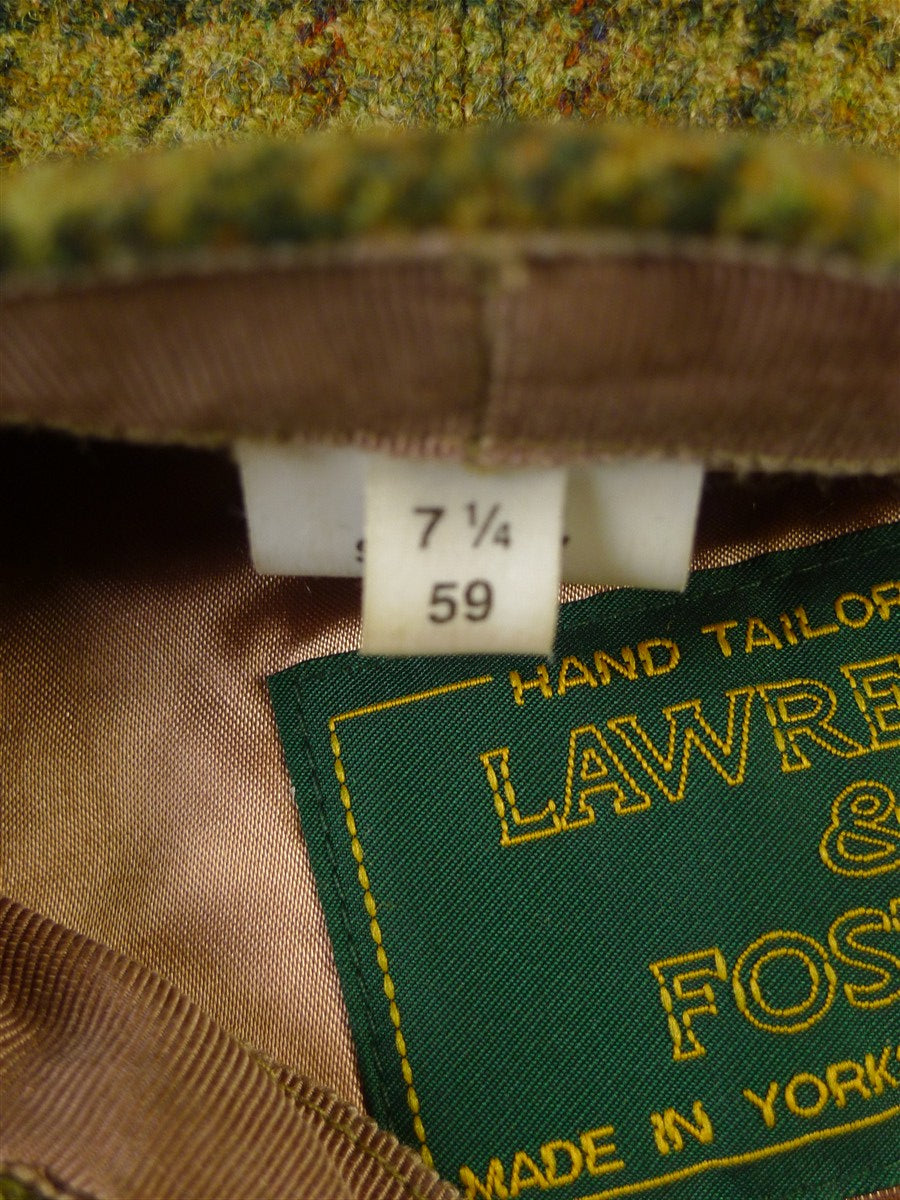 7 ¼
59
HAND TAILOR
LAWRE
&
FOS
MADE IN YORK